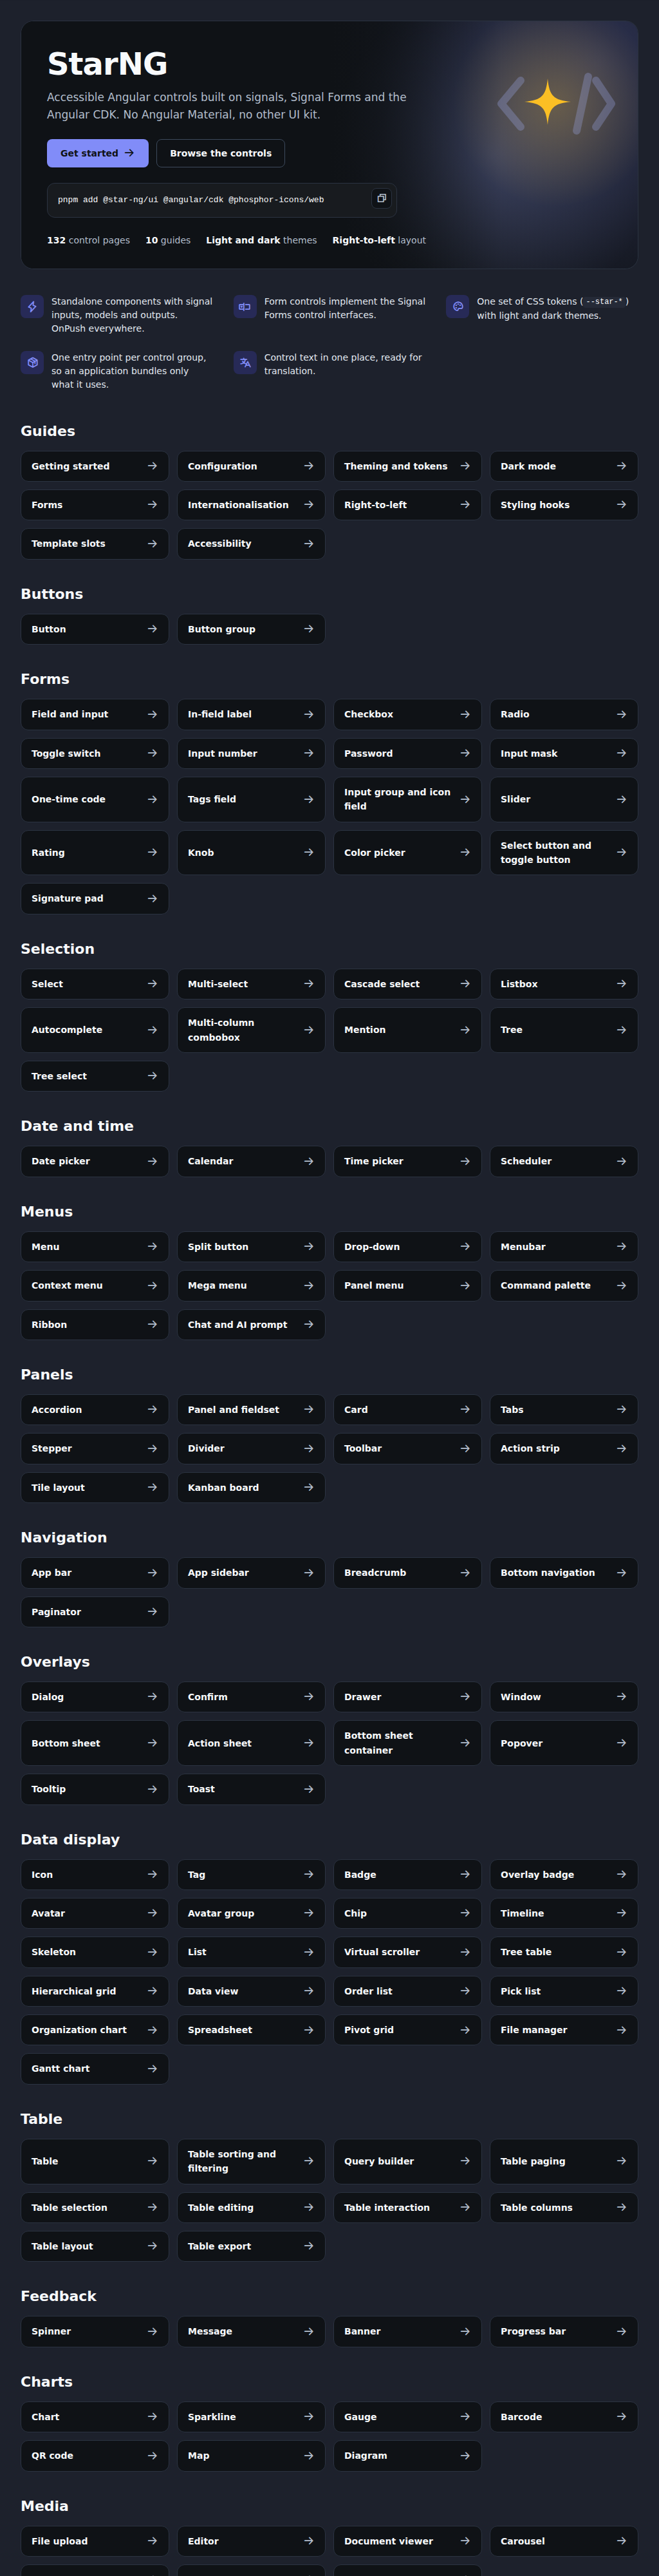 StarNG
Accessible Angular controls built on signals, Signal Forms and the
Angular CDK. No Angular Material, no other UI kit.
Get started
Browse the controls
pnpm add @star-ng/ui @angular/cdk @phosphor-icons/web
132 control pages 10 guides Light and dark themes Right-to-left layout
Standalone components with signal
inputs, models and outputs.
OnPush everywhere.
Form controls implement the Signal
Forms control interfaces.
One set of CSS tokens ( --star-* )
with light and dark themes.
One entry point per control group,
so an application bundles only
what it uses.
Control text in one place, ready for
translation.
Guides
Getting started
Configuration
Theming and tokens
Dark mode
Forms
Internationalisation
Right-to-left
Styling hooks
Template slots
Accessibility
Buttons
Button
Button group
Forms
Field and input
In-field label
Checkbox
Radio
Toggle switch
Input number
Password
Input mask
One-time code
Tags field
Input group and icon
field
Slider
Rating
Knob
Color picker
Select button and
toggle button
Signature pad
Selection
Select
Multi-select
Cascade select
Listbox
Autocomplete
Multi-column
combobox
Mention
Tree
Tree select
Date and time
Date picker
Calendar
Time picker
Scheduler
Menus
Menu
Split button
Drop-down
Menubar
Context menu
Mega menu
Panel menu
Command palette
Ribbon
Chat and AI prompt
Panels
Accordion
Panel and fieldset
Card
Tabs
Stepper
Divider
Toolbar
Action strip
Tile layout
Kanban board
Navigation
App bar
App sidebar
Breadcrumb
Bottom navigation
Paginator
Overlays
Dialog
Confirm
Drawer
Window
Bottom sheet
Action sheet
Bottom sheet
container
Popover
Tooltip
Toast
Data display
Icon
Tag
Badge
Overlay badge
Avatar
Avatar group
Chip
Timeline
Skeleton
List
Virtual scroller
Tree table
Hierarchical grid
Data view
Order list
Pick list
Organization chart
Spreadsheet
Pivot grid
File manager
Gantt chart
Table
Table
Table sorting and
filtering
Query builder
Table paging
Table selection
Table editing
Table interaction
Table columns
Table layout
Table export
Feedback
Spinner
Message
Banner
Progress bar
Charts
Chart
Sparkline
Gauge
Barcode
QR code
Map
Diagram
Media
File upload
Editor
Document viewer
Carousel